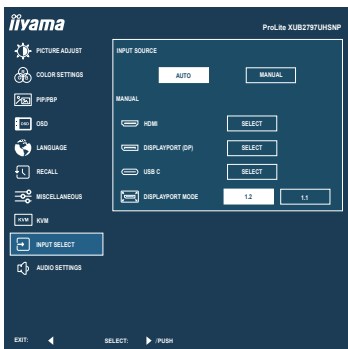 iiyama
ProLite XUB2797UHSNP
PICTURE ADJUST
COLOR SETTINGS
PIP/PBP
OSD
OSD
LANGUAGE
RECALL
MISCELLANEOUS
KVM
KVM
INPUT SELECT
AUDIO SETTINGS
INPUT SOURCE
AUTO
MANUAL
MANUAL
HDMI
SELECT
DISPLAYPORT (DP)
SELECT
USB C
SELECT
DISPLAYPORT MODE
1.2
1.1
EXIT:
SELECT: /PUSH